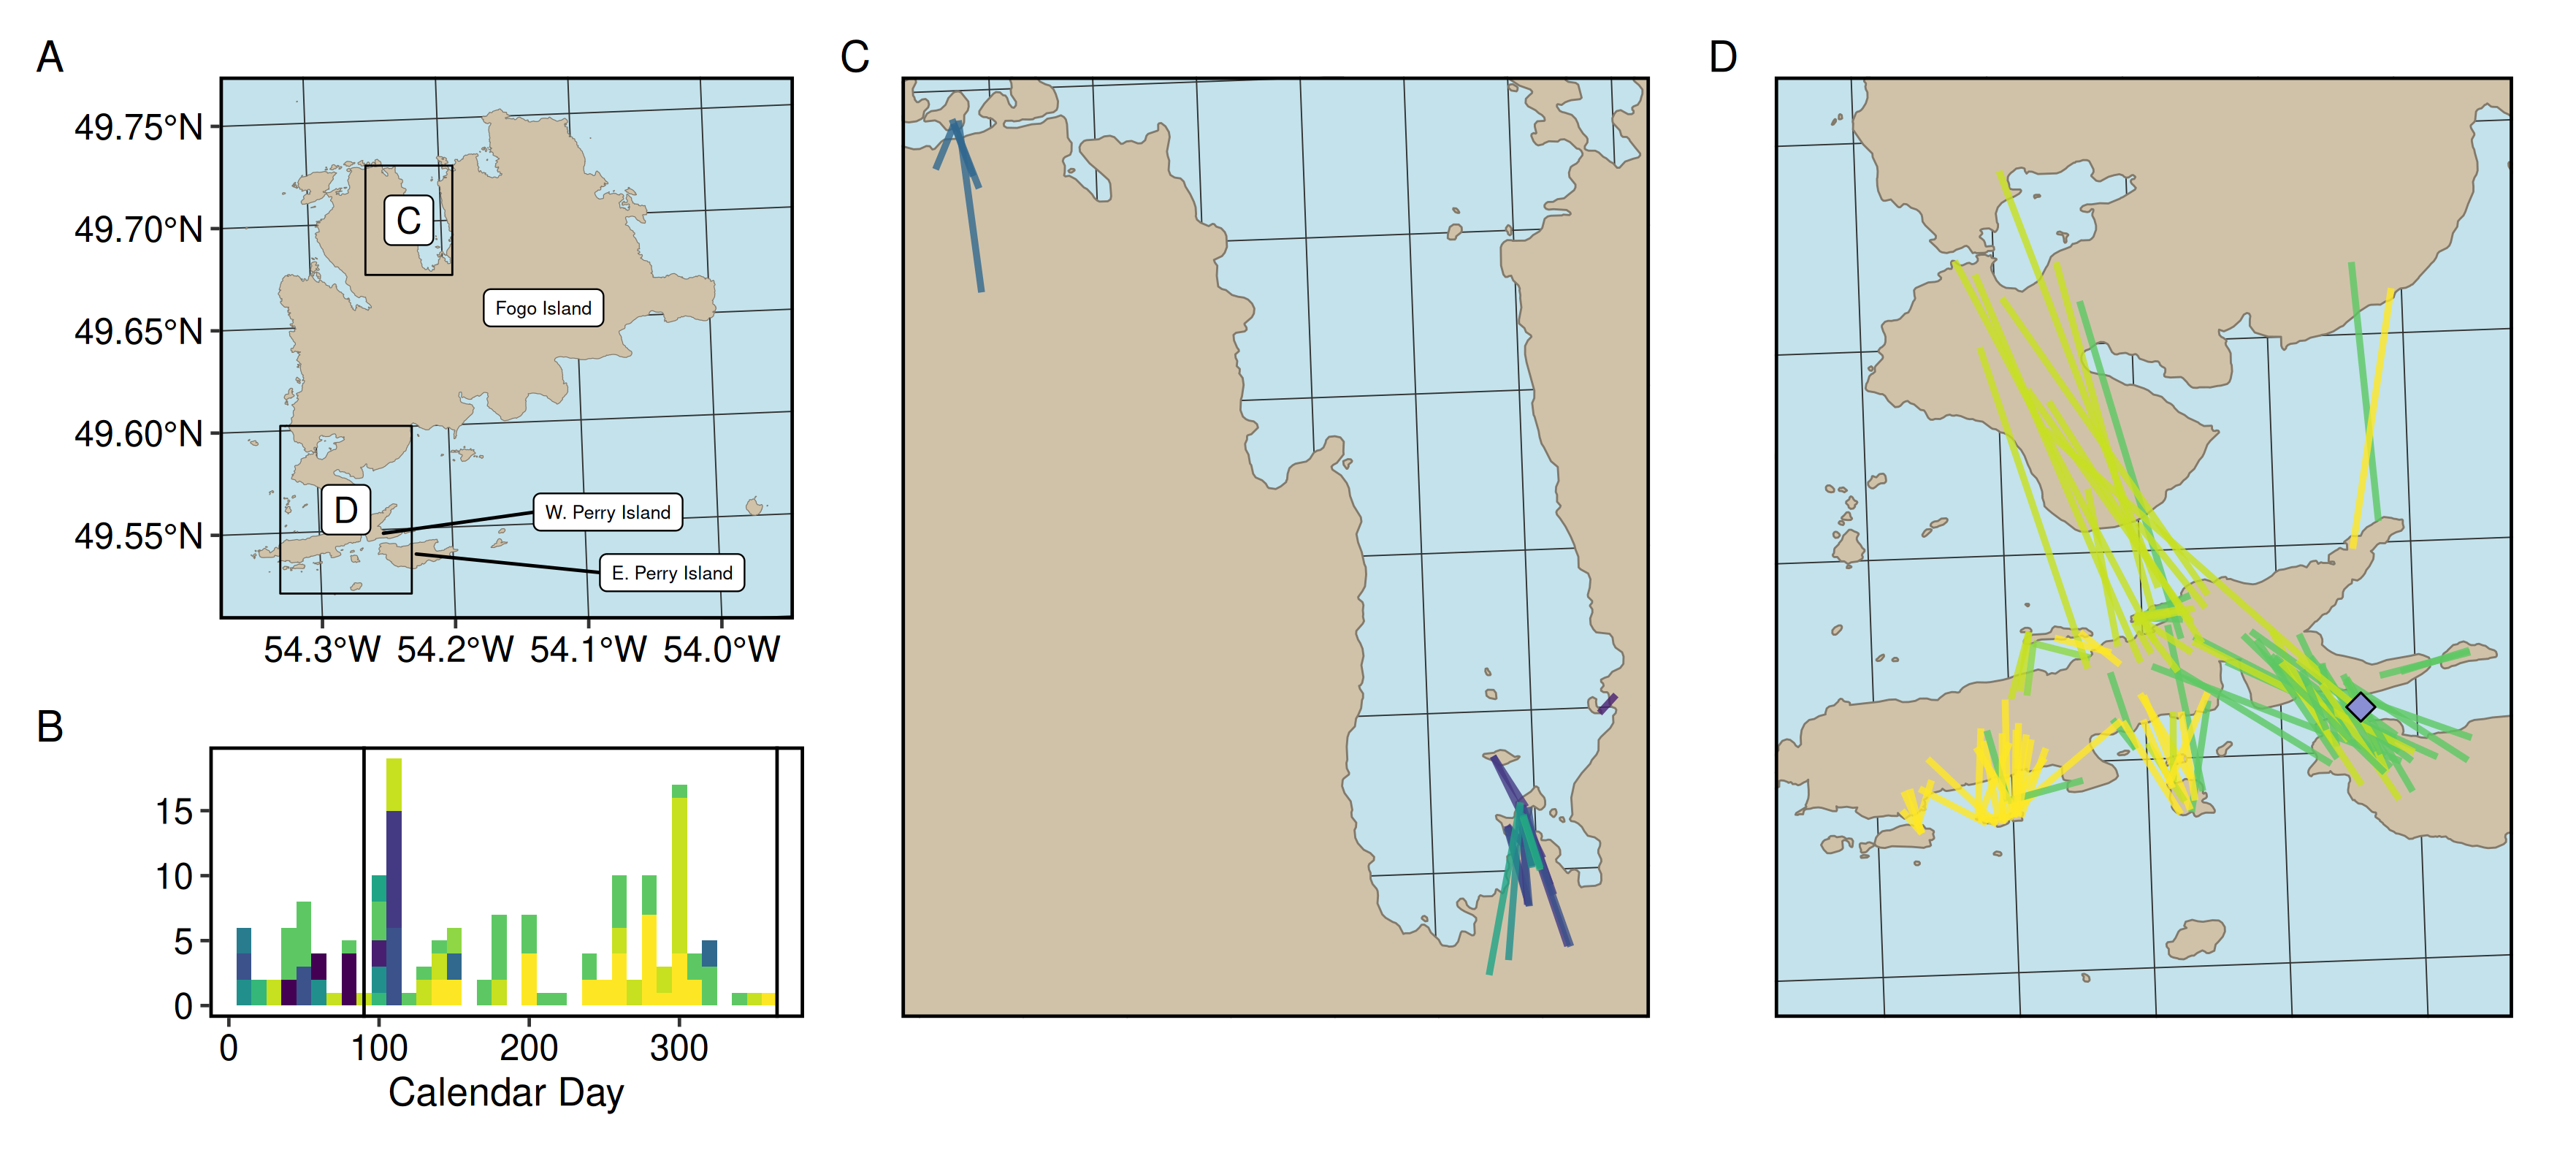 A
49.75°N
49.70°N
49.65°N
49.60°N
49.55°N
C
Fogo Island
D
W. Perry Island
E. Perry Island
54.3°W 54.2°W 54.1°W 54.0°W
B
15
10
5
0
0 100 200 300
Calendar Day
C
D